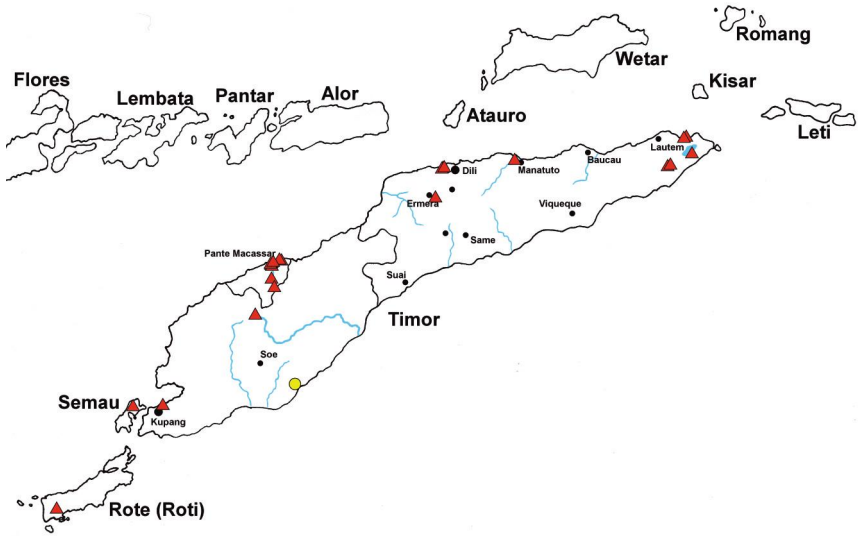 Romang
Wetar
Flores
Kisar
Lembata
Pantar
Alor
Atauro
Leti
Lautem
Baucau
Dili
Manatuto
Ermera
Viqueque
Same
Pante Macassar
Suai
Timor
Soe
Semau
Kupang
Rote (Roti)